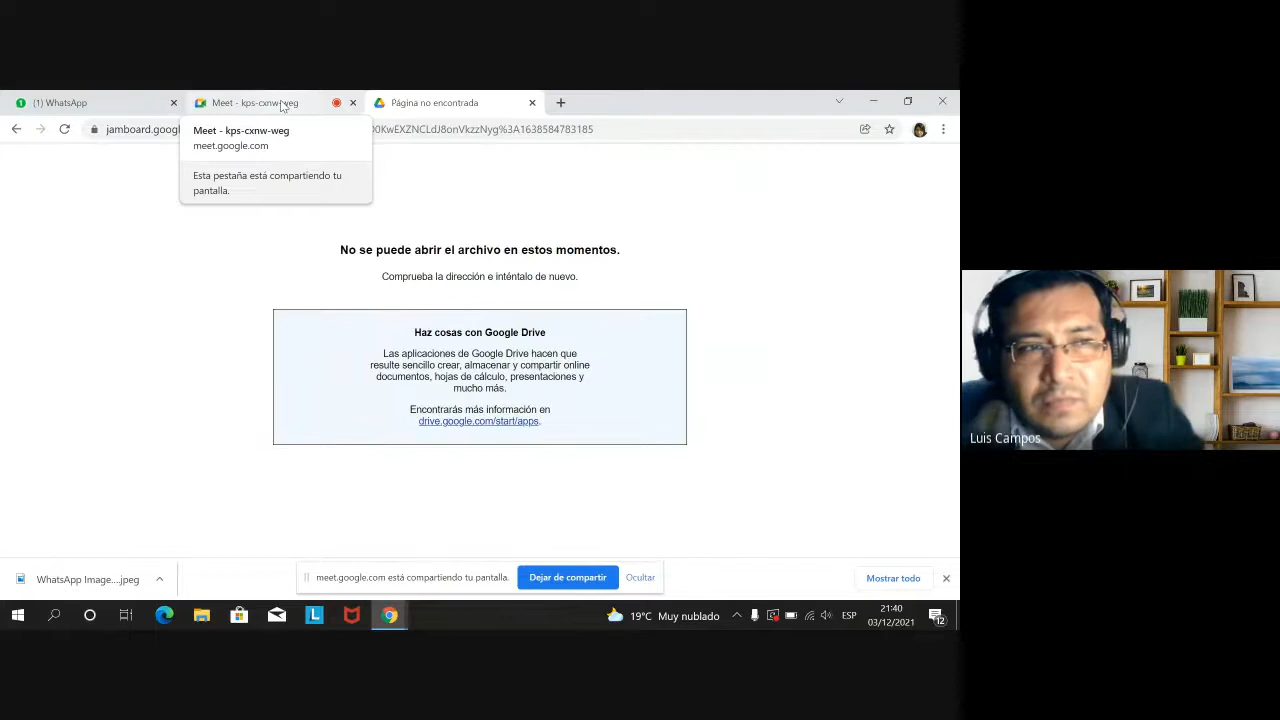 (1) WhatsApp
Meet - kps-cxnw-weg
Página no encontrada
jamboard.googl
0KwEXZNCLdJ8onVkzzNyg%3A1638584783185
Meet - kps-cxnw-weg
meet.google.com
Esta pestaña está compartiendo tu
pantalla.
No se puede abrir el archivo en estos momentos.
Comprueba la dirección e inténtalo de nuevo.
Haz cosas con Google Drive
Las aplicaciones de Google Drive hacen que
resulte sencillo crear, almacenar y compartir online
documentos, hojas de cálculo, presentaciones y
mucho más.
Encontrarás más información en
drive.google.com/start/apps.
Luis Campos
WhatsApp Image....jpeg
meet.google.com está compartiendo tu pantalla.
Dejar de compartir
Ocultar
Mostrar todo
19°C Muy nublado
ESP
21:40
03/12/2021
12